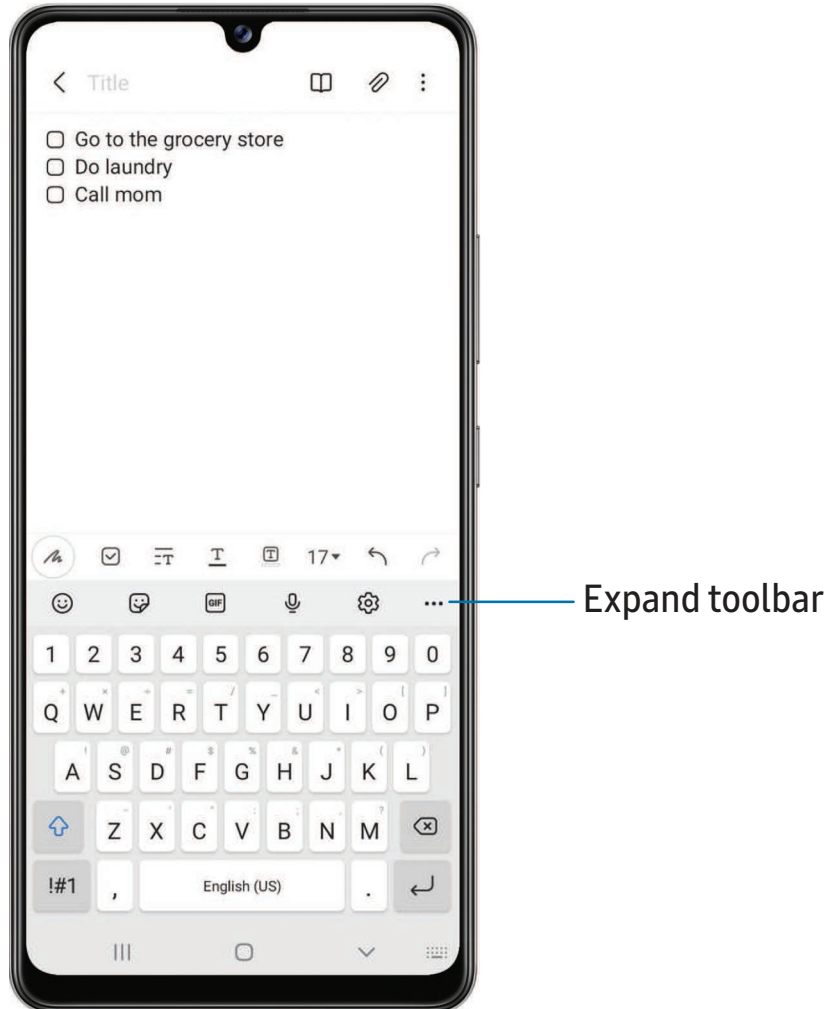 Title
Go to the grocery store
Do laundry
Call mom
T T T 17
GIF
Expand toolbar
1 2 3 4 5 6 7 8 9 0
+ × ÷ = / _ < > [ ]
Q W E R T Y U I O P
! @ # $ % & * ( )
A S D F G H J K L
- ' " : ; , ?
Z X C V B N M
!#1 , English (US) .